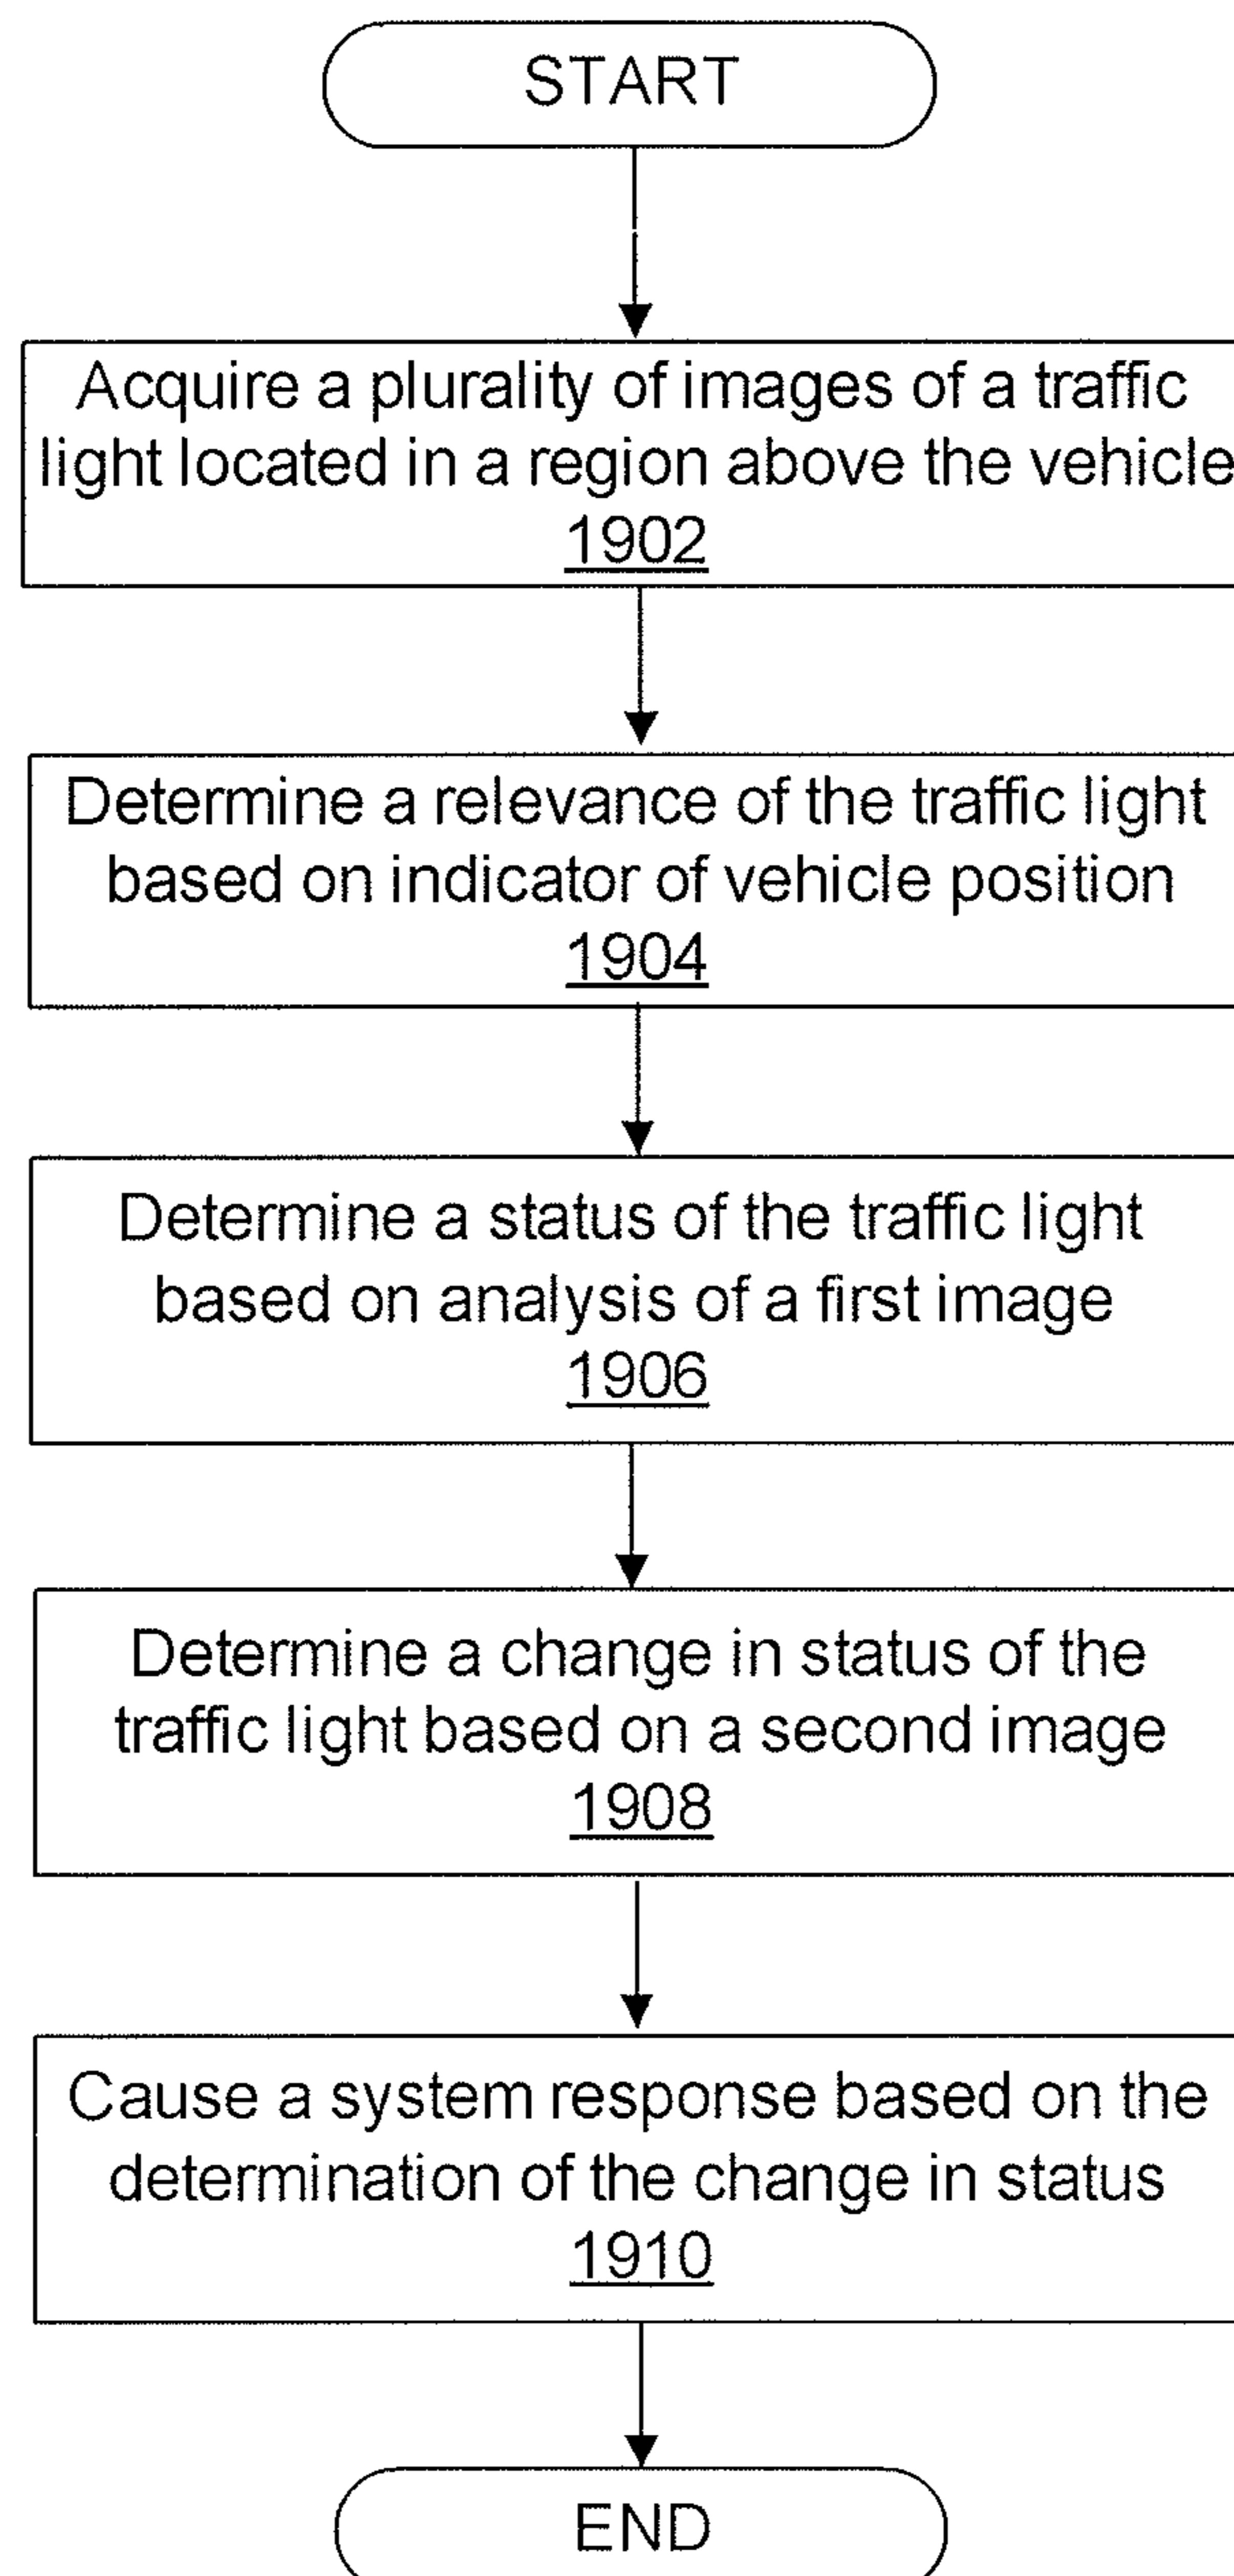 START
Acquire a plurality of images of a traffic
light located in a region above the vehicle
1902
Determine a relevance of the traffic light
based on indicator of vehicle position
1904
Determine a status of the traffic light
based on analysis of a first image
1906
Determine a change in status of the
traffic light based on a second image
1908
Cause a system response based on the
determination of the change in status
1910
END